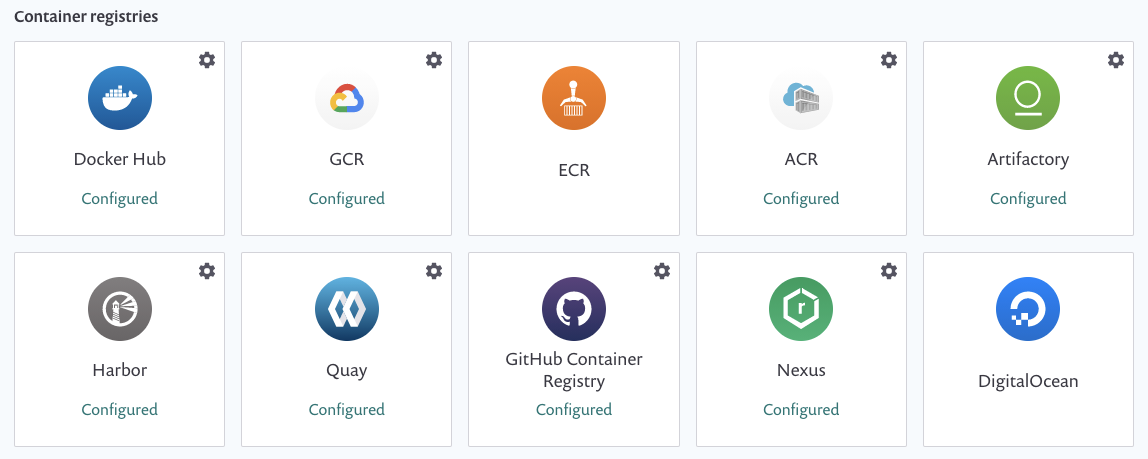 Container registries
Docker Hub
Configured
GCR
Configured
ECR
ACR
Configured
Artifactory
Configured
Harbor
Configured
Quay
Configured
GitHub Container
Registry
Configured
r
Nexus
Configured
DigitalOcean